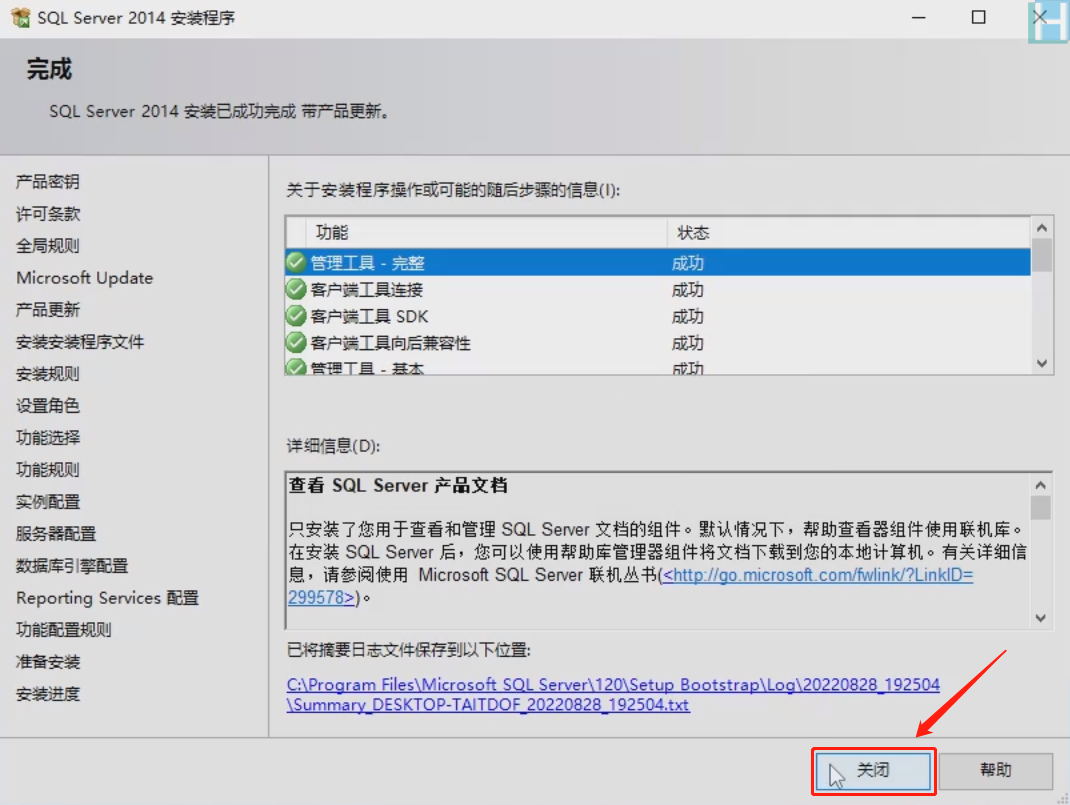 SQL Server 2014 安装程序
完成
SQL Server 2014 安装已成功完成 带产品更新。
产品密钥
许可条款
全局规则
Microsoft Update
产品更新
安装安装程序文件
安装规则
设置角色
功能选择
功能规则
实例配置
服务器配置
数据库引擎配置
Reporting Services 配置
功能配置规则
准备安装
安装进度
关于安装程序操作或可能的随后步骤的信息(I):
功能 状态
管理工具 - 完整 成功
客户端工具连接 成功
客户端工具 SDK 成功
客户端工具向后兼容性 成功
管理工具 - 基本 成功
详细信息(D):
查看 SQL Server 产品文档
只安装了您用于查看和管理 SQL Server 文档的组件。默认情况下，帮助查看器组件使用联机库。
在安装 SQL Server 后，您可以使用帮助库管理器组件将文档下载到您的本地计算机。有关详细信
息，请参阅使用 Microsoft SQL Server 联机丛书(<http://go.microsoft.com/fwlink/?LinkID=
299578>)。
已将摘要日志文件保存到以下位置:
C:\Program Files\Microsoft SQL Server\120\Setup Bootstrap\Log\20220828_192504
\Summary_DESKTOP-TAITDOF_20220828_192504.txt
关闭 帮助